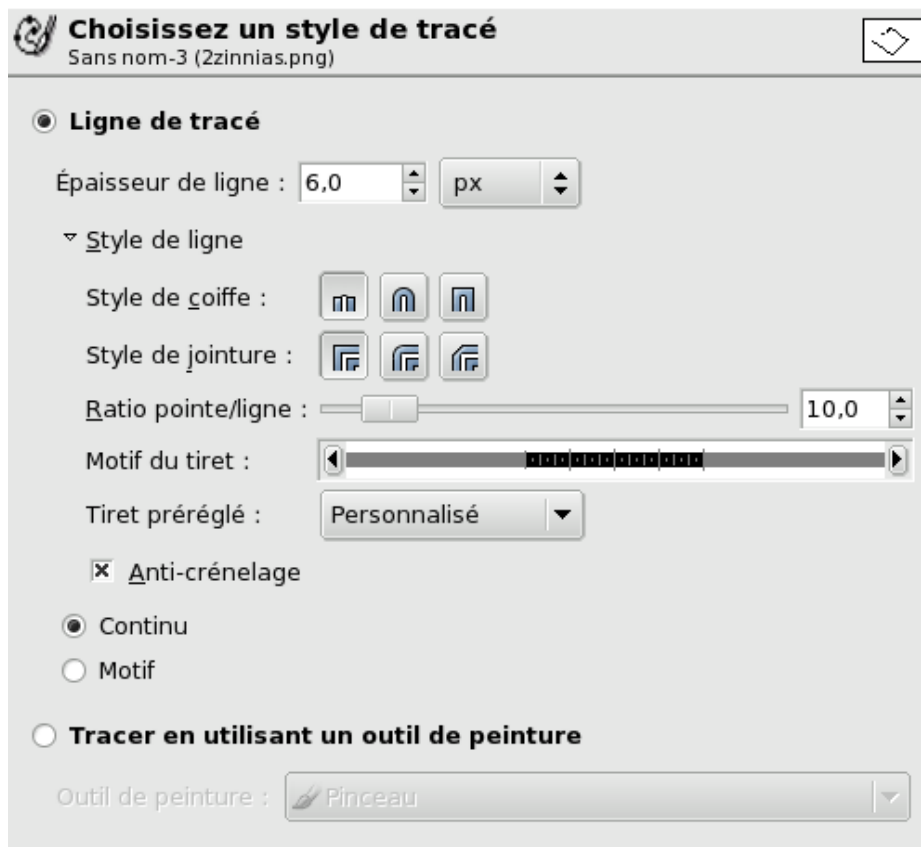 Choisissez un style de tracé
Sans nom-3 (2zinnias.png)
Ligne de tracé
Épaisseur de ligne : 6,0 px
Style de ligne
Style de coiffe :
Style de jointure :
Ratio pointe/ligne : 10,0
Motif du tiret :
Tiret préréglé : Personnalisé
Anti-crénelage
Continu
Motif
Tracer en utilisant un outil de peinture
Outil de peinture : Pinceau